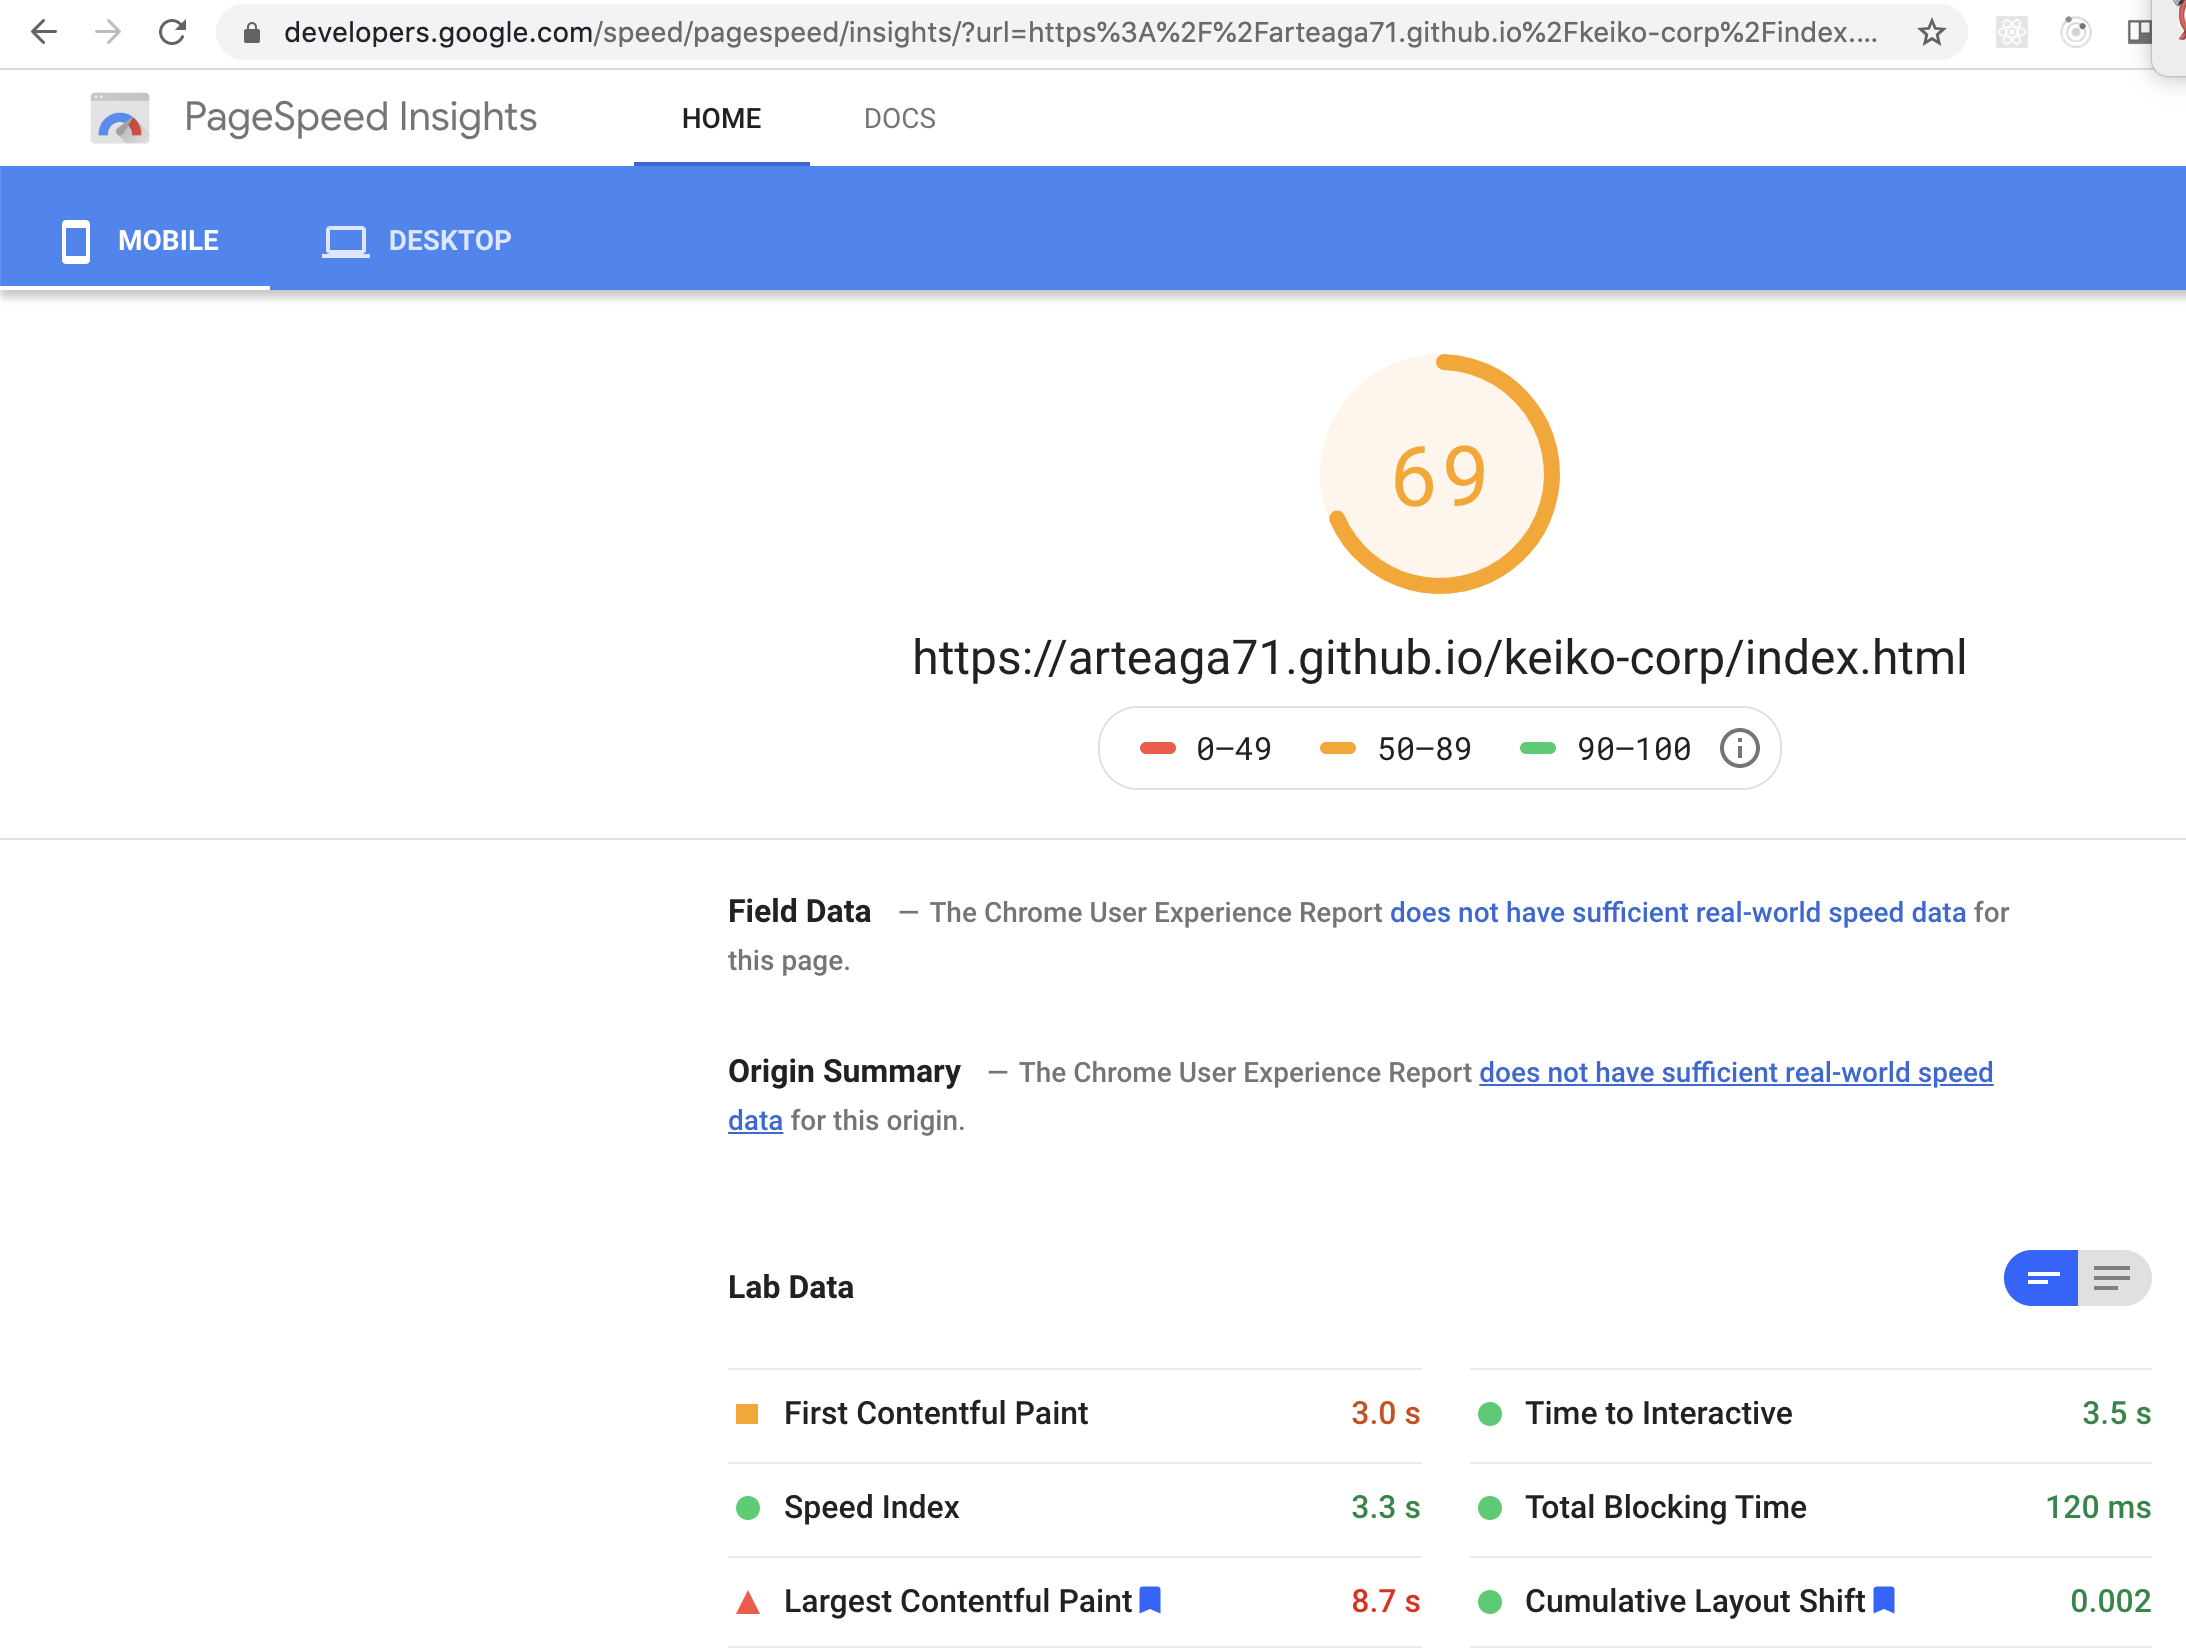 developers.google.com/speed/pagespeed/insights/?url=https%3A%2F%2Farteaga71.github.io%2Fkeiko-corp%2Findex....
PageSpeed Insights HOME DOCS
MOBILE DESKTOP
69
https://arteaga71.github.io/keiko-corp/index.html
0–49 50–89 90–100
Field Data — The Chrome User Experience Report does not have sufficient real-world speed data for
this page.
Origin Summary — The Chrome User Experience Report does not have sufficient real-world speed
data for this origin.
Lab Data
First Contentful Paint 3.0 s Time to Interactive 3.5 s
Speed Index 3.3 s Total Blocking Time 120 ms
Largest Contentful Paint 8.7 s Cumulative Layout Shift 0.002